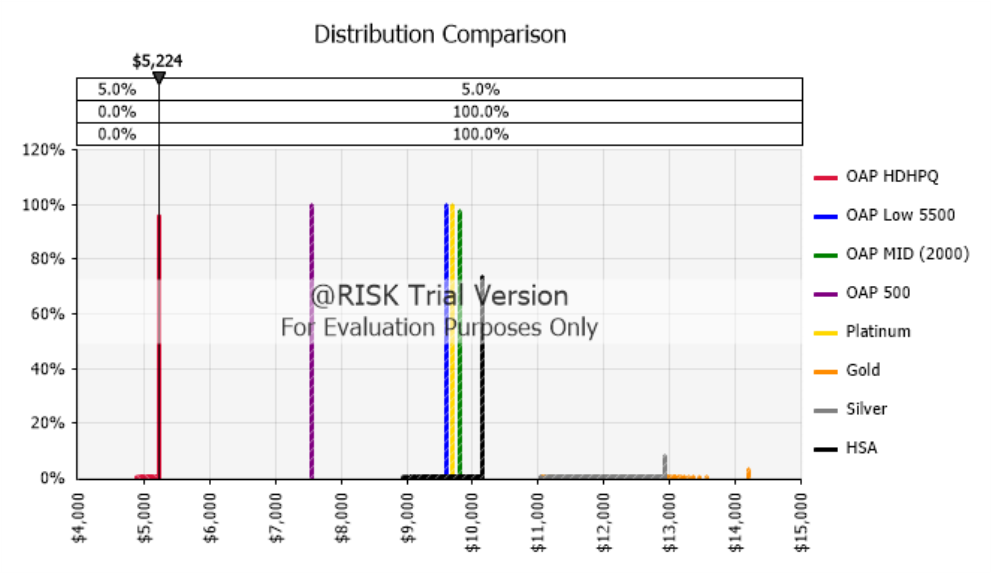 Distribution Comparison
$5,224
5.0% 5.0%
0.0% 100.0%
0.0% 100.0%
120%
100%
80%
60%
40%
20%
0%
@RISK Trial Version
For Evaluation Purposes Only
$4,000 $5,000 $6,000 $7,000 $8,000 $9,000 $10,000 $11,000 $12,000 $13,000 $14,000 $15,000
OAP HDHPQ
OAP Low 5500
OAP MID (2000)
OAP 500
Platinum
Gold
Silver
HSA